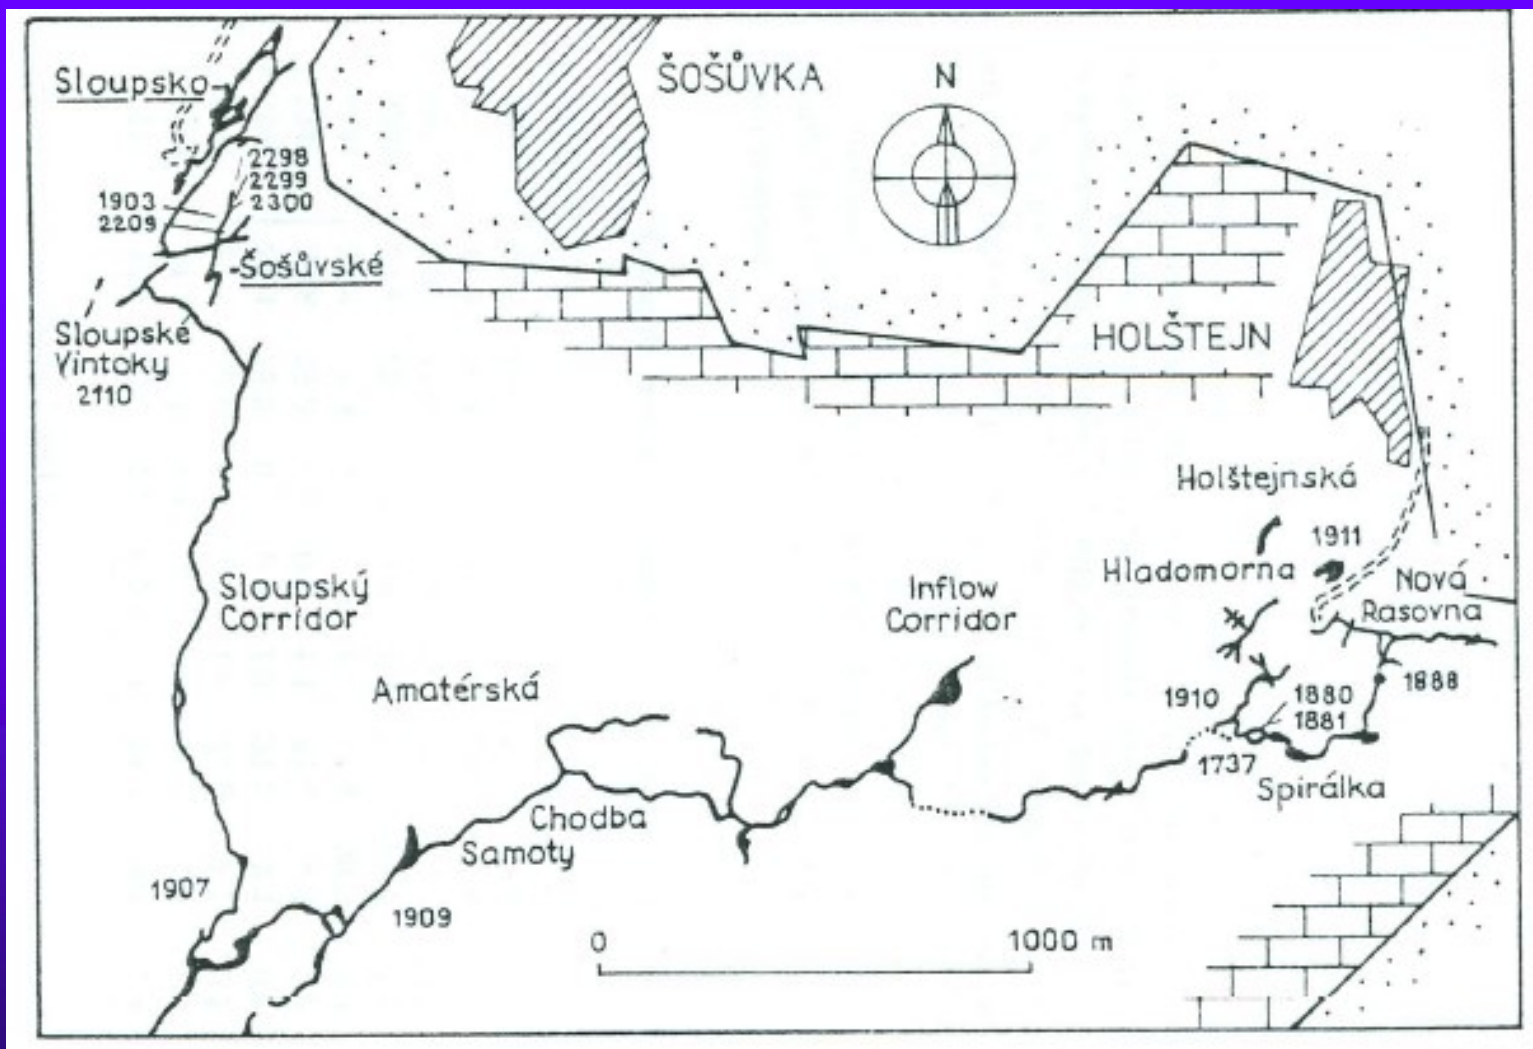 ŠOŠŮVKA
N
Sloupsko
2298
2299
2300
1903
2209
Šošůvské
Sloupské
Vintoky
2110
HOLŠTEJN
Holštejnská
1911
Hladomorna
Nová
Rasovna
Sloupský
Corridor
Inflow
Corridor
Amatérská
1910
1880
1881
1888
1737
Spirálka
Chodba
Samoty
1907
1909
0 1000 m